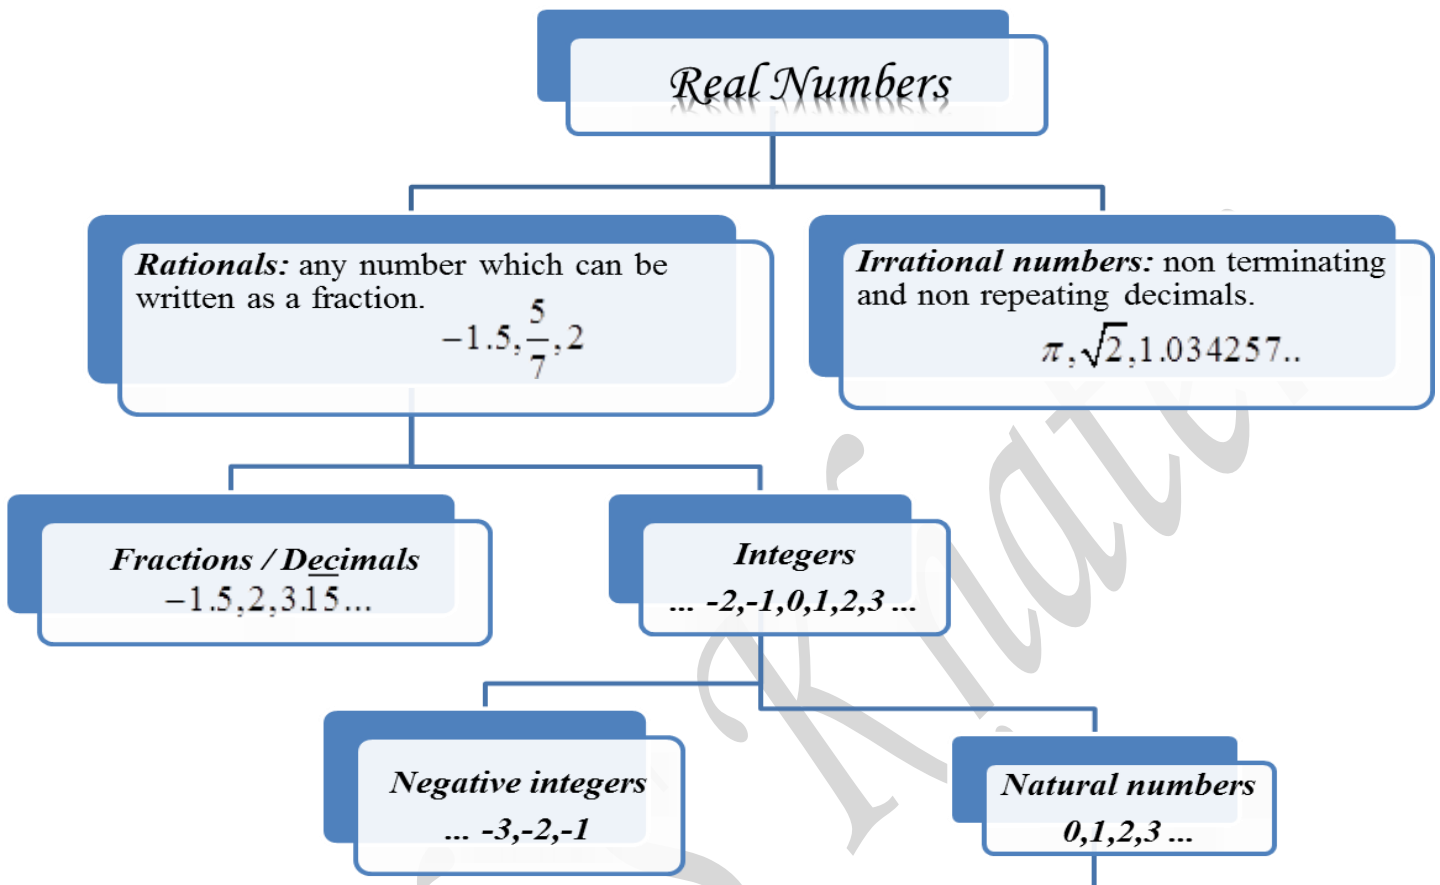 Real Numbers
Rationals: any number which can be
written as a fraction.
−1.5, 5/7, 2
Irrational numbers: non terminating
and non repeating decimals.
π, √2, 1.034257..
Fractions / Decimals
−1.5, 2, 3.1̅5̅...
Integers
... -2,-1,0,1,2,3 ...
Negative integers
... -3,-2,-1
Natural numbers
0,1,2,3 ...